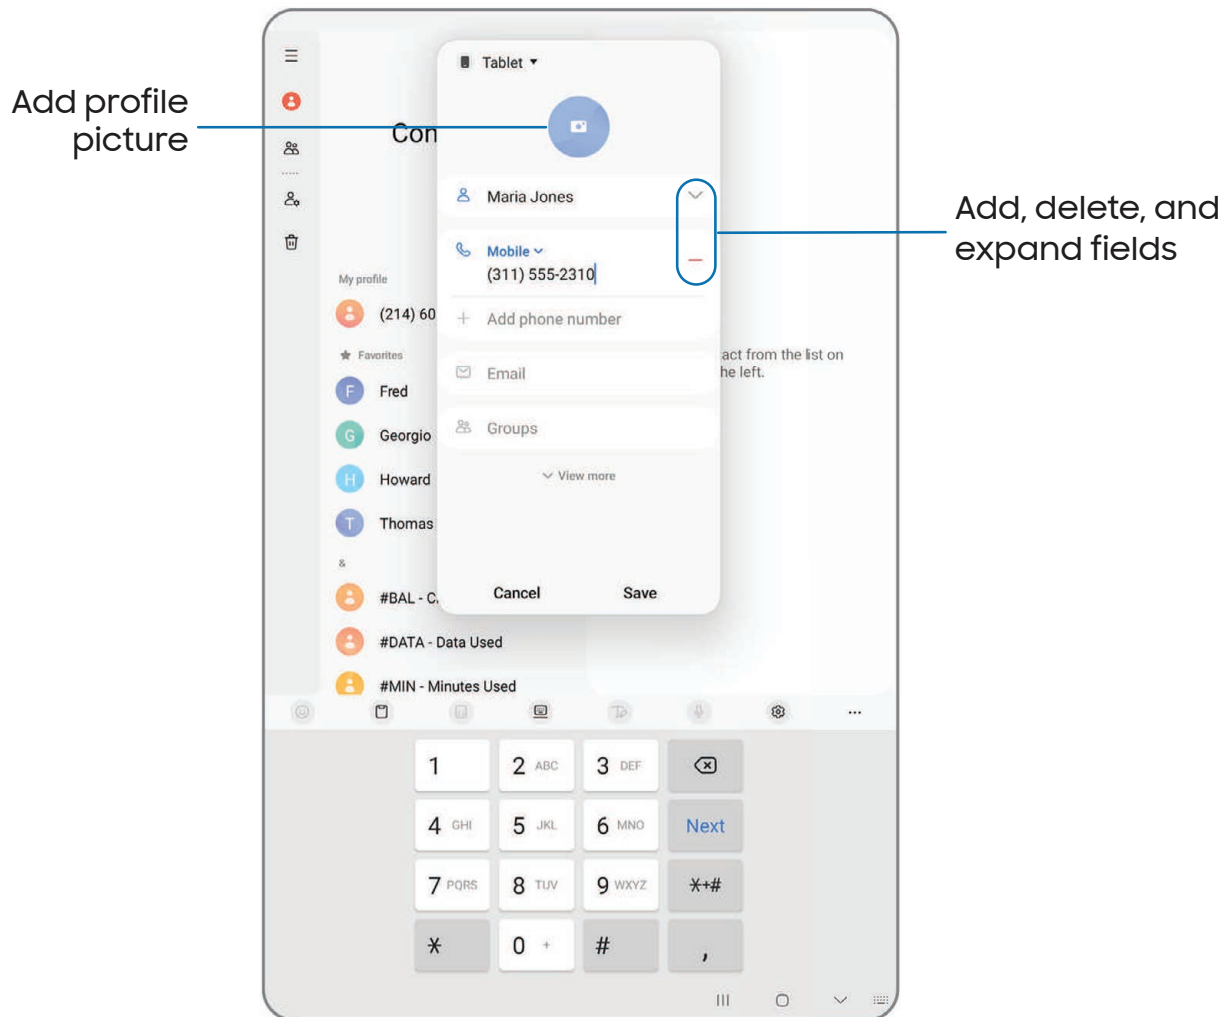 Add profile
picture
Add, delete, and
expand fields
Tablet
Con
Maria Jones
Mobile
(311) 555-2310
Add phone number
Email
Groups
View more
Cancel
Save
My profile
(214) 60
Favorites
F Fred
G Georgio
H Howard
T Thomas
&
#BAL - C
#DATA - Data Used
#MIN - Minutes Used
act from the list on
he left.
1 2 ABC 3 DEF
4 GHI 5 JKL 6 MNO Next
7 PQRS 8 TUV 9 WXYZ *+#
* 0 + # ,